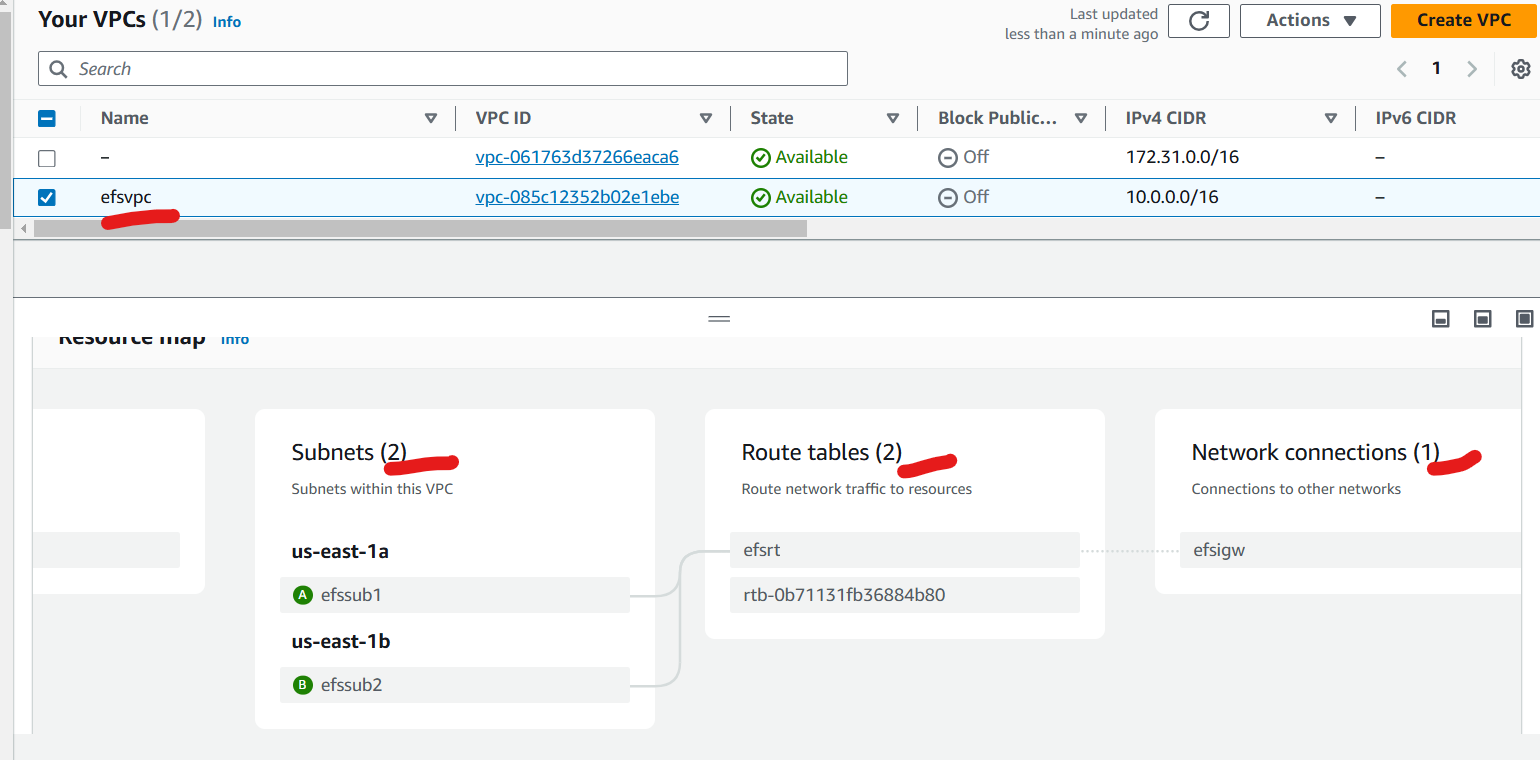 Your VPCs (1/2) Info
Last updated
less than a minute ago
Actions
Create VPC
Search
1
Name VPC ID State Block Public... IPv4 CIDR IPv6 CIDR
– vpc-061763d37266eaca6 Available Off 172.31.0.0/16 –
efsvpc vpc-085c12352b02e1ebe Available Off 10.0.0.0/16 –
Resource map Info
Subnets (2)
Subnets within this VPC
us-east-1a
A efssub1
us-east-1b
B efssub2
Route tables (2)
Route network traffic to resources
efsrt
rtb-0b71131fb36884b80
Network connections (1)
Connections to other networks
efsigw